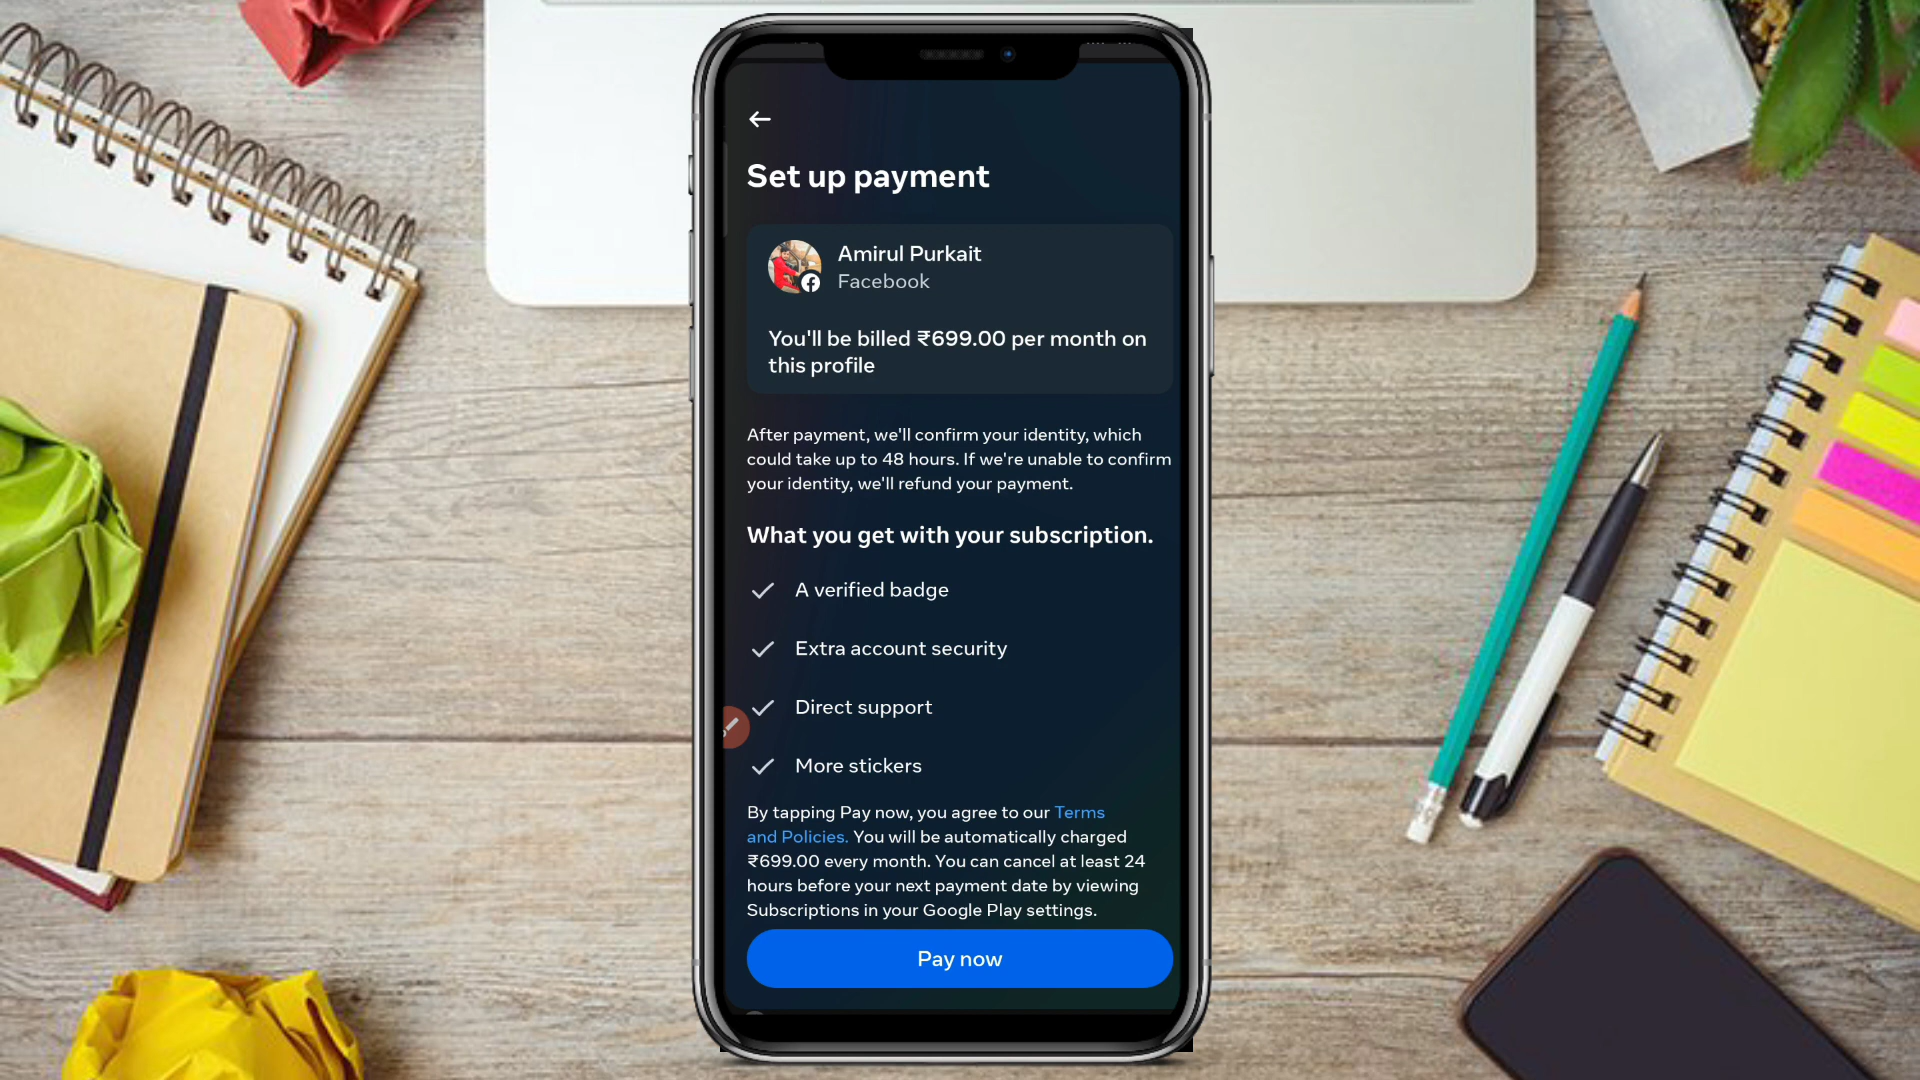 Set up payment
Amirul Purkait
Facebook
You'll be billed ₹699.00 per month on
this profile
After payment, we'll confirm your identity, which
could take up to 48 hours. If we're unable to confirm
your identity, we'll refund your payment.
What you get with your subscription.
A verified badge
Extra account security
Direct support
More stickers
By tapping Pay now, you agree to our Terms
and Policies. You will be automatically charged
₹699.00 every month. You can cancel at least 24
hours before your next payment date by viewing
Subscriptions in your Google Play settings.
Pay now